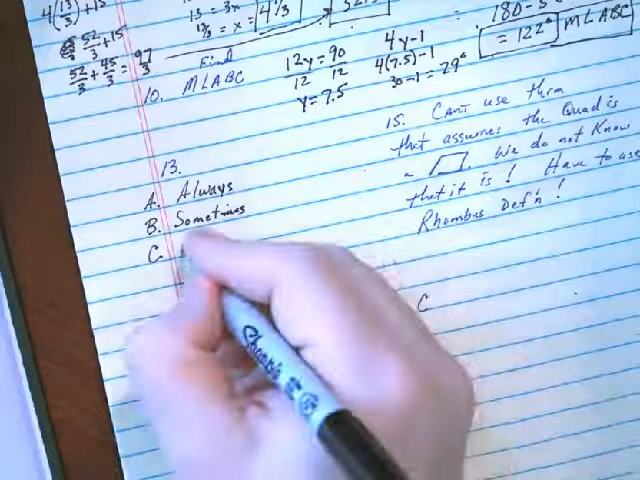 4(13/3)+15
52/3 +15
52/3 + 45/3 = 97/3
13 = 3x
13/3 = x = 4 1/3
180-5
= 122° M∠ABC
Find
10. M∠ABC
12y = 90
12 12
y = 7.5
4y-1
4(7.5)-1
30-1 = 29°
13.
A. Always
B. Sometimes
C.
15. Can't use thm
that assumes the Quad is
a ▱. We do not know
that it is! Have to use
Rhombus Def'n!
C
Sharpie